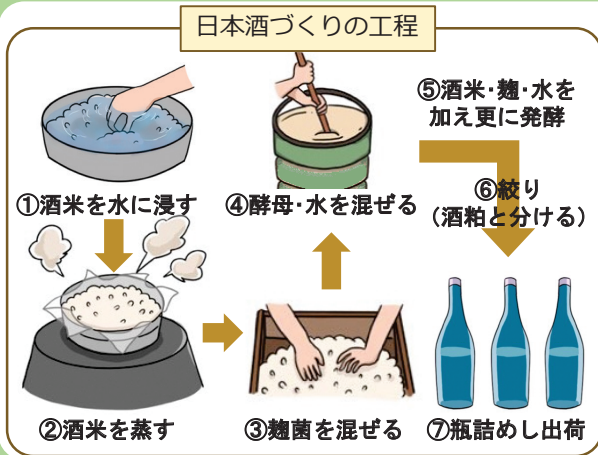 日本酒づくりの工程
①酒米を水に浸す
②酒米を蒸す
③麹菌を混ぜる
④酵母・水を混ぜる
⑤酒米・麹・水を
加え更に発酵
⑥絞り
(酒粕と分ける)
⑦瓶詰めし出荷